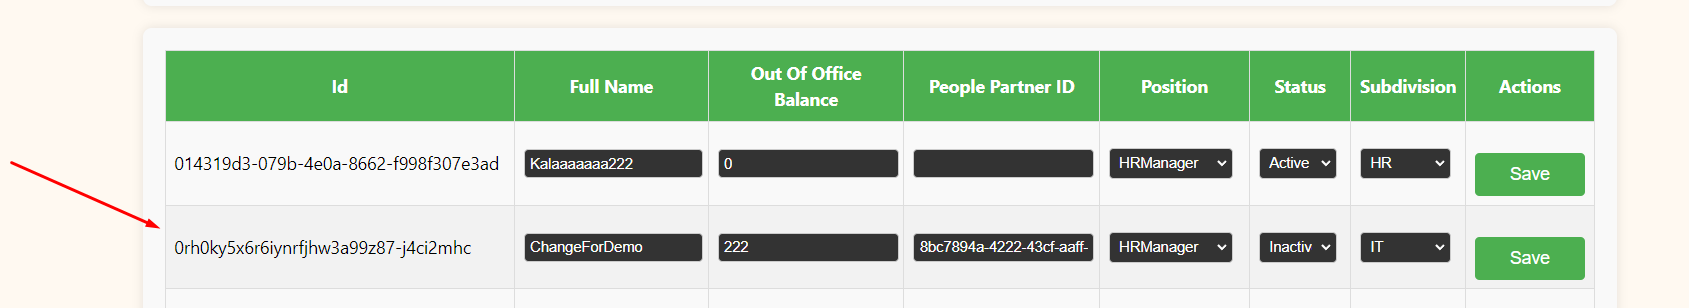 Id Full Name Out Of Office Balance People Partner ID Position Status Subdivision Actions
014319d3-079b-4e0a-8662-f998f307e3ad Kalaaaaaaa222 0 HRManager Active HR Save
0rh0ky5x6r6iynrfjhw3a99z87-j4ci2mhc ChangeForDemo 222 8bc7894a-4222-43cf-aaff- HRManager Inactiv IT Save